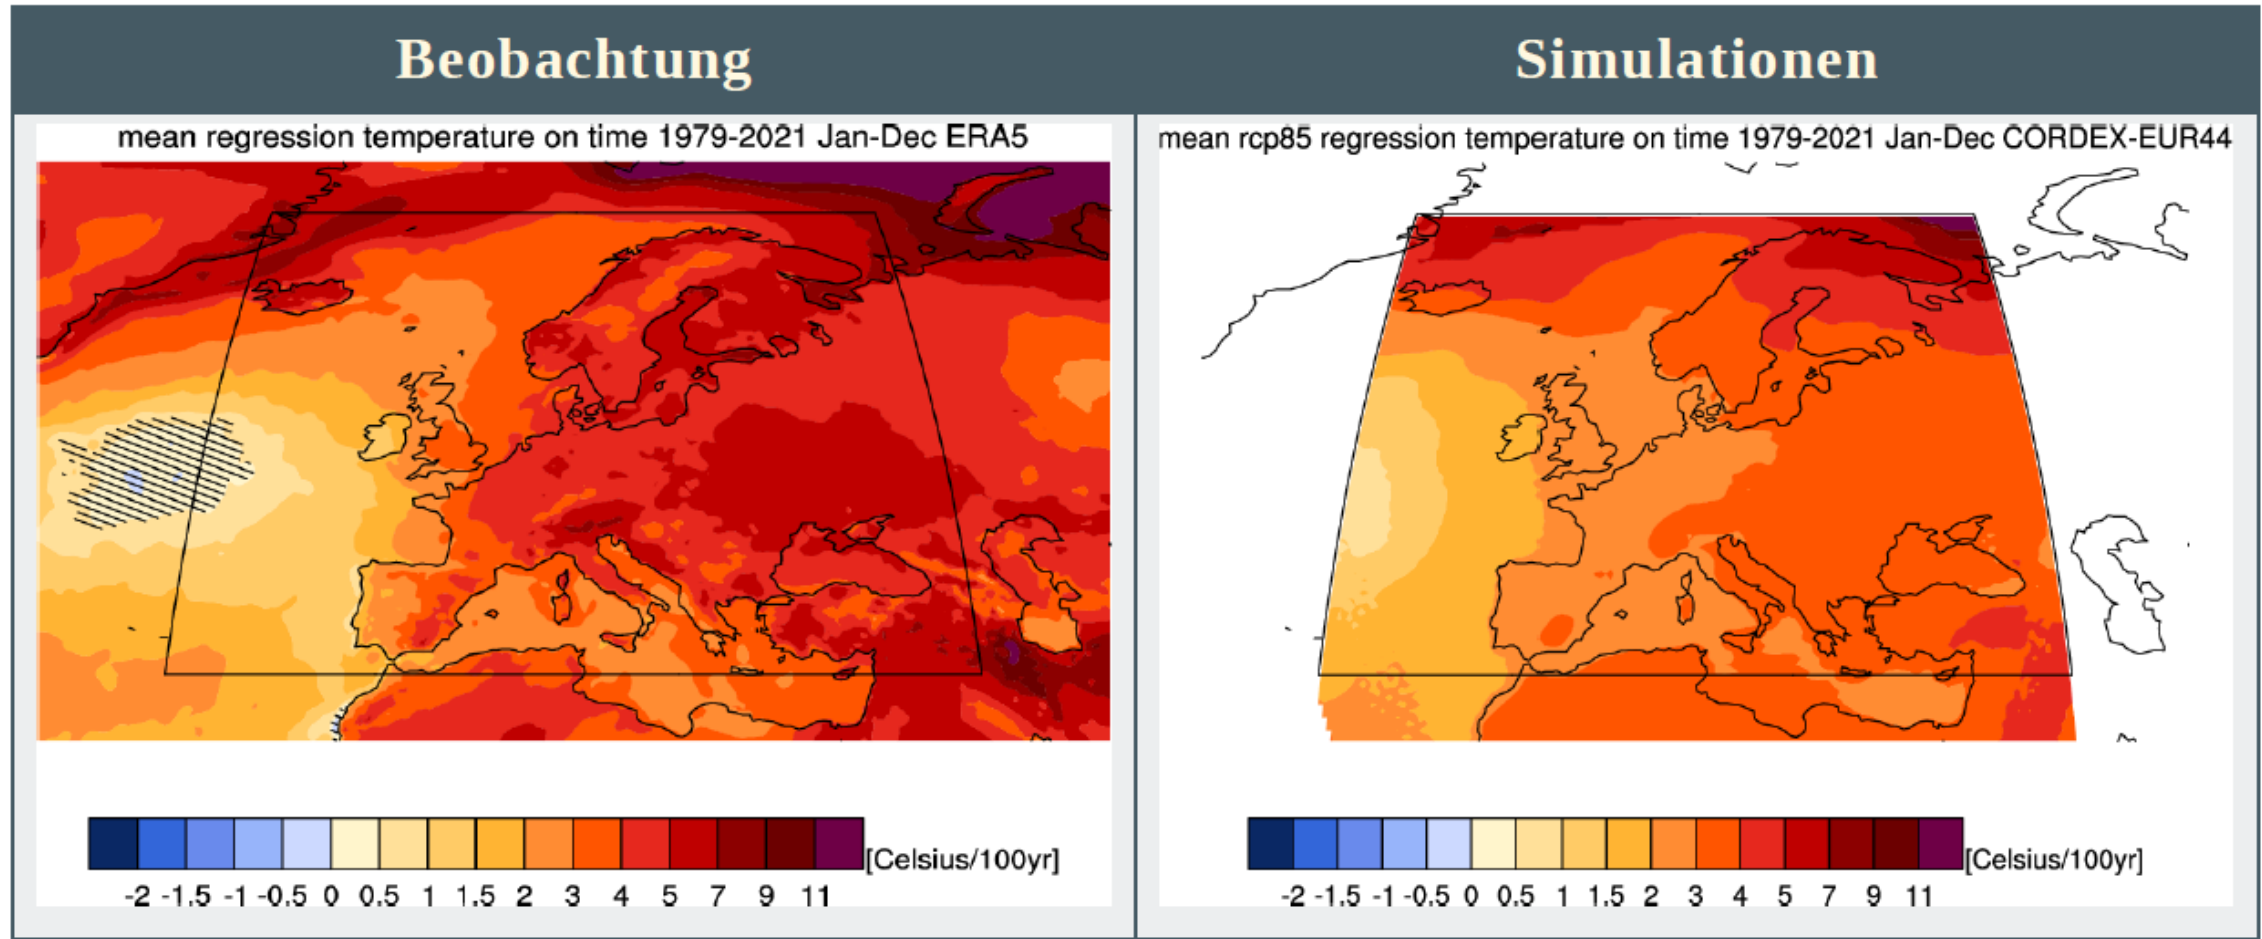 Beobachtung
Simulationen
mean regression temperature on time 1979-2021 Jan-Dec ERA5
mean rcp85 regression temperature on time 1979-2021 Jan-Dec CORDEX-EUR44
[Celsius/100yr]
-2 -1.5 -1 -0.5 0 0.5 1 1.5 2 3 4 5 7 9 11
[Celsius/100yr]
-2 -1.5 -1 -0.5 0 0.5 1 1.5 2 3 4 5 7 9 11